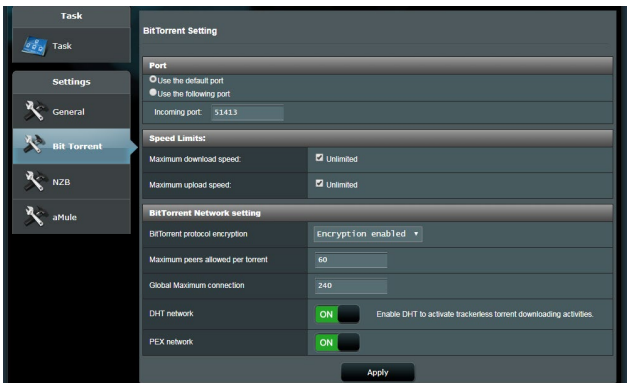 Task
Task
Settings
General
Bit Torrent
NZB
aMule
BitTorrent Setting
Port
Use the default port
Use the following port
Incoming port: 51413
Speed Limits:
Maximum download speed: Unlimited
Maximum upload speed: Unlimited
BitTorrent Network setting
BitTorrent protocol encryption Encryption enabled
Maximum peers allowed per torrent 60
Global Maximum connection 240
DHT network ON Enable DHT to activate trackerless torrent downloading activities.
PEX network ON
Apply